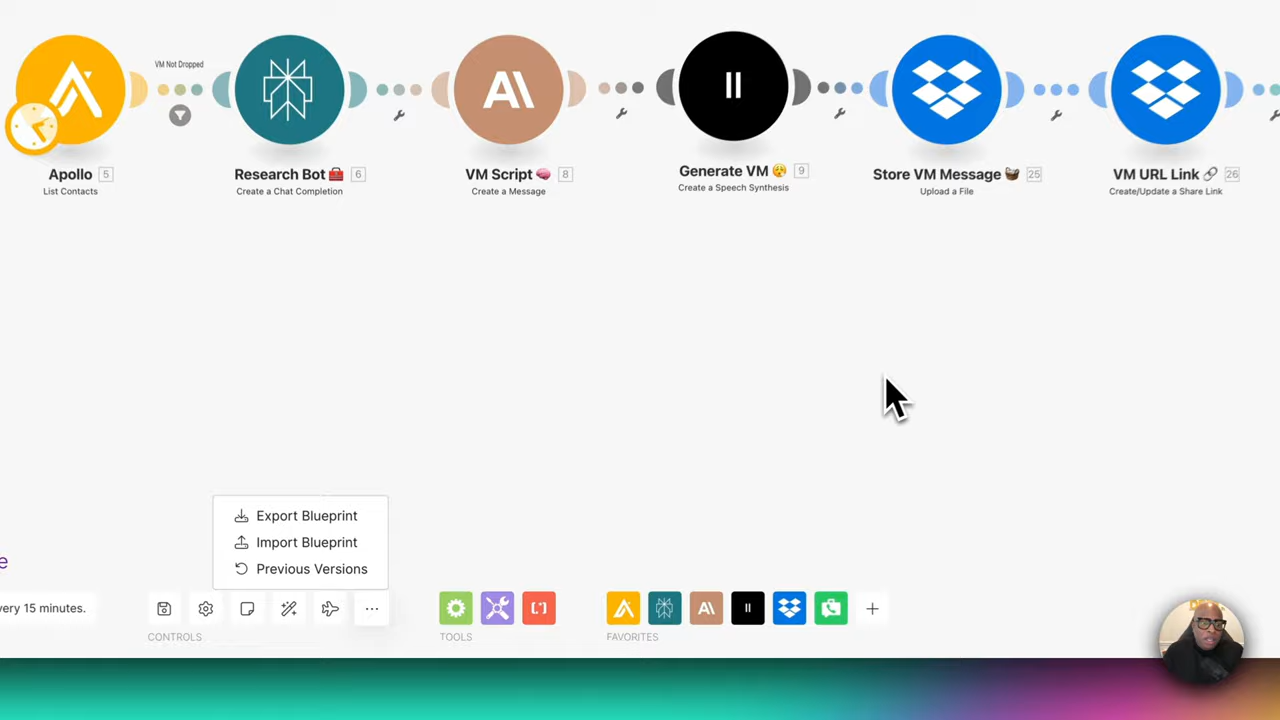 VM Not Dropped
Apollo 5
List Contacts
Research Bot 🧰 6
Create a Chat Completion
VM Script 🧠 8
Create a Message
Generate VM 😮‍💨 9
Create a Speech Synthesis
Store VM Message 25
Upload a File
VM URL Link 🔗 26
Create/Update a Share Link
Export Blueprint
Import Blueprint
Previous Versions
e
very 15 minutes.
CONTROLS
TOOLS
FAVORITES